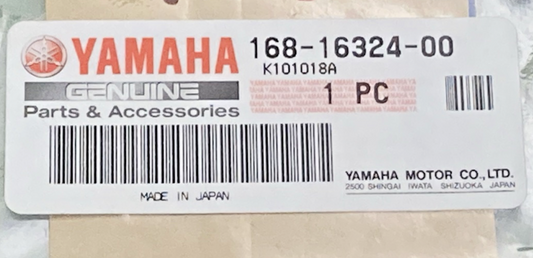 YAMAHA
168-16324-00
K101018A
GENUINE
Parts & Accessories
1 PC
MADE IN JAPAN
YAMAHA MOTOR CO.,LTD.
2500 SHINGAI IWATA SHIZUOKA JAPAN